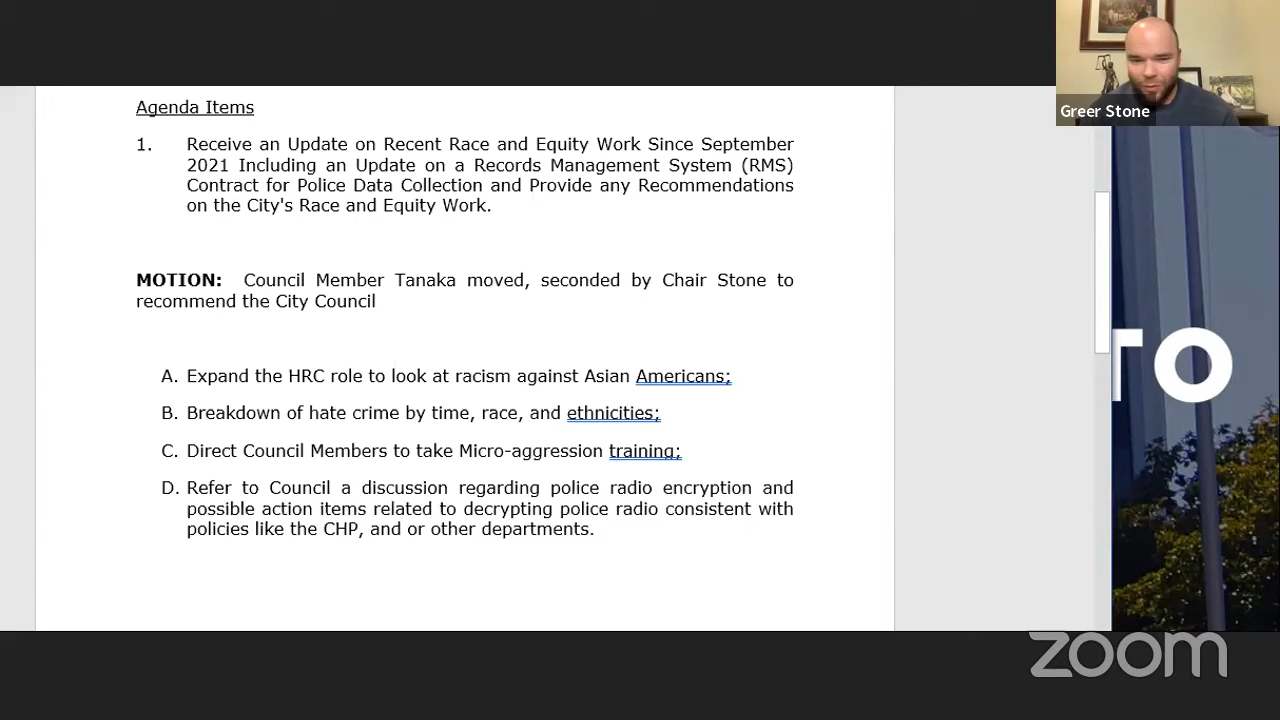 Greer Stone
Agenda Items
1. Receive an Update on Recent Race and Equity Work Since September
2021 Including an Update on a Records Management System (RMS)
Contract for Police Data Collection and Provide any Recommendations
on the City's Race and Equity Work.
MOTION: Council Member Tanaka moved, seconded by Chair Stone to
recommend the City Council
A. Expand the HRC role to look at racism against Asian Americans;
B. Breakdown of hate crime by time, race, and ethnicities;
C. Direct Council Members to take Micro-aggression training;
D. Refer to Council a discussion regarding police radio encryption and
possible action items related to decrypting police radio consistent with
policies like the CHP, and or other departments.
TO
zoom